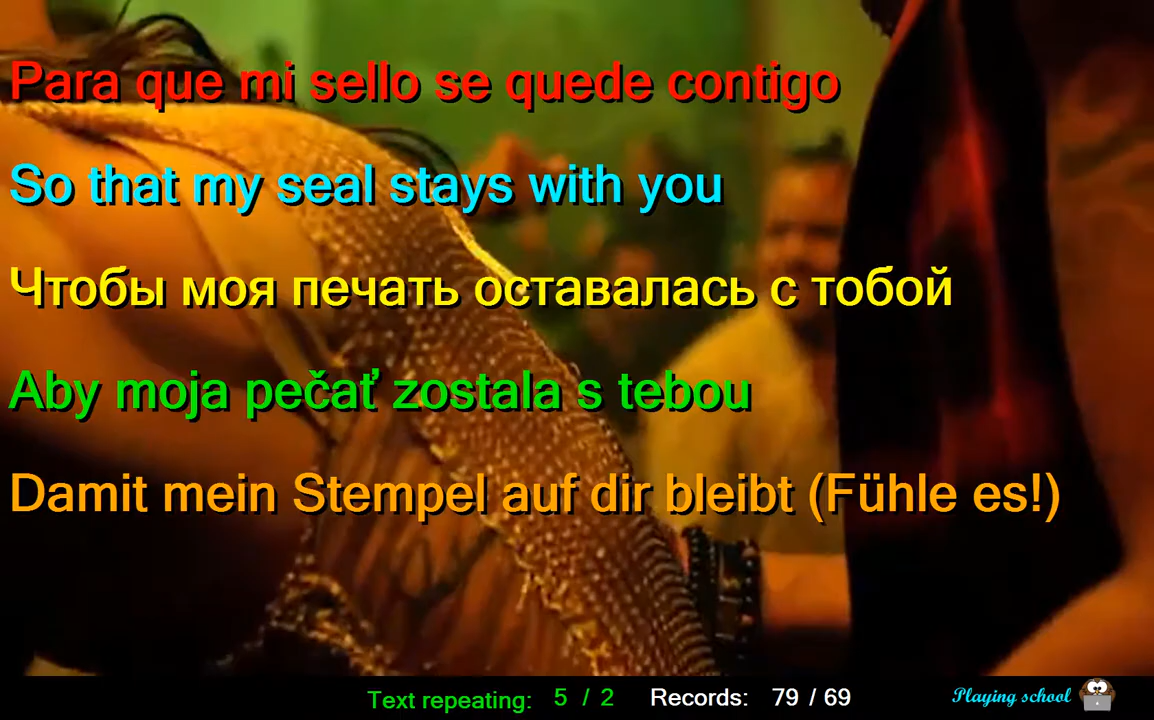 Para que mi sello se quede contigo
So that my seal stays with you
Чтобы моя печать оставалась с тобой
Aby moja pečať zostala s tebou
Damit mein Stempel auf dir bleibt (Fühle es!)
Text repeating: 5 / 2 Records: 79 / 69 Playing school